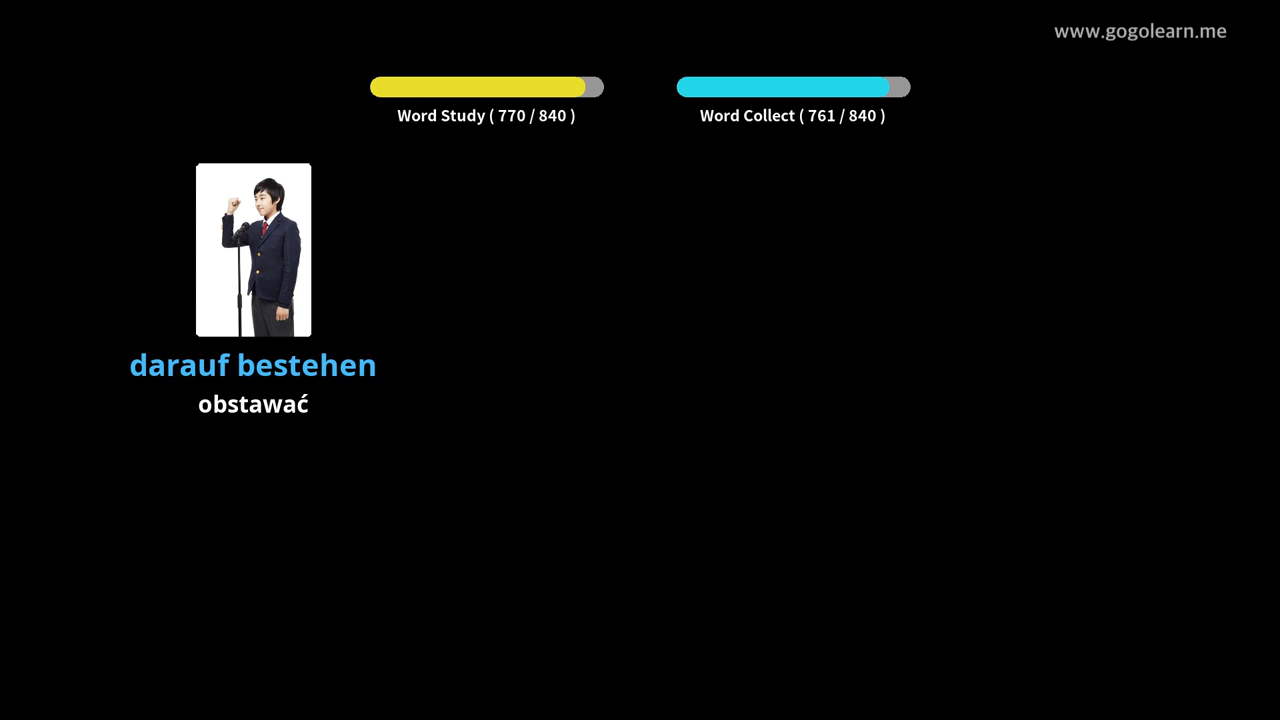 www.gogolearn.me
Word Study ( 770 / 840 )
Word Collect ( 761 / 840 )
darauf bestehen
obstawać